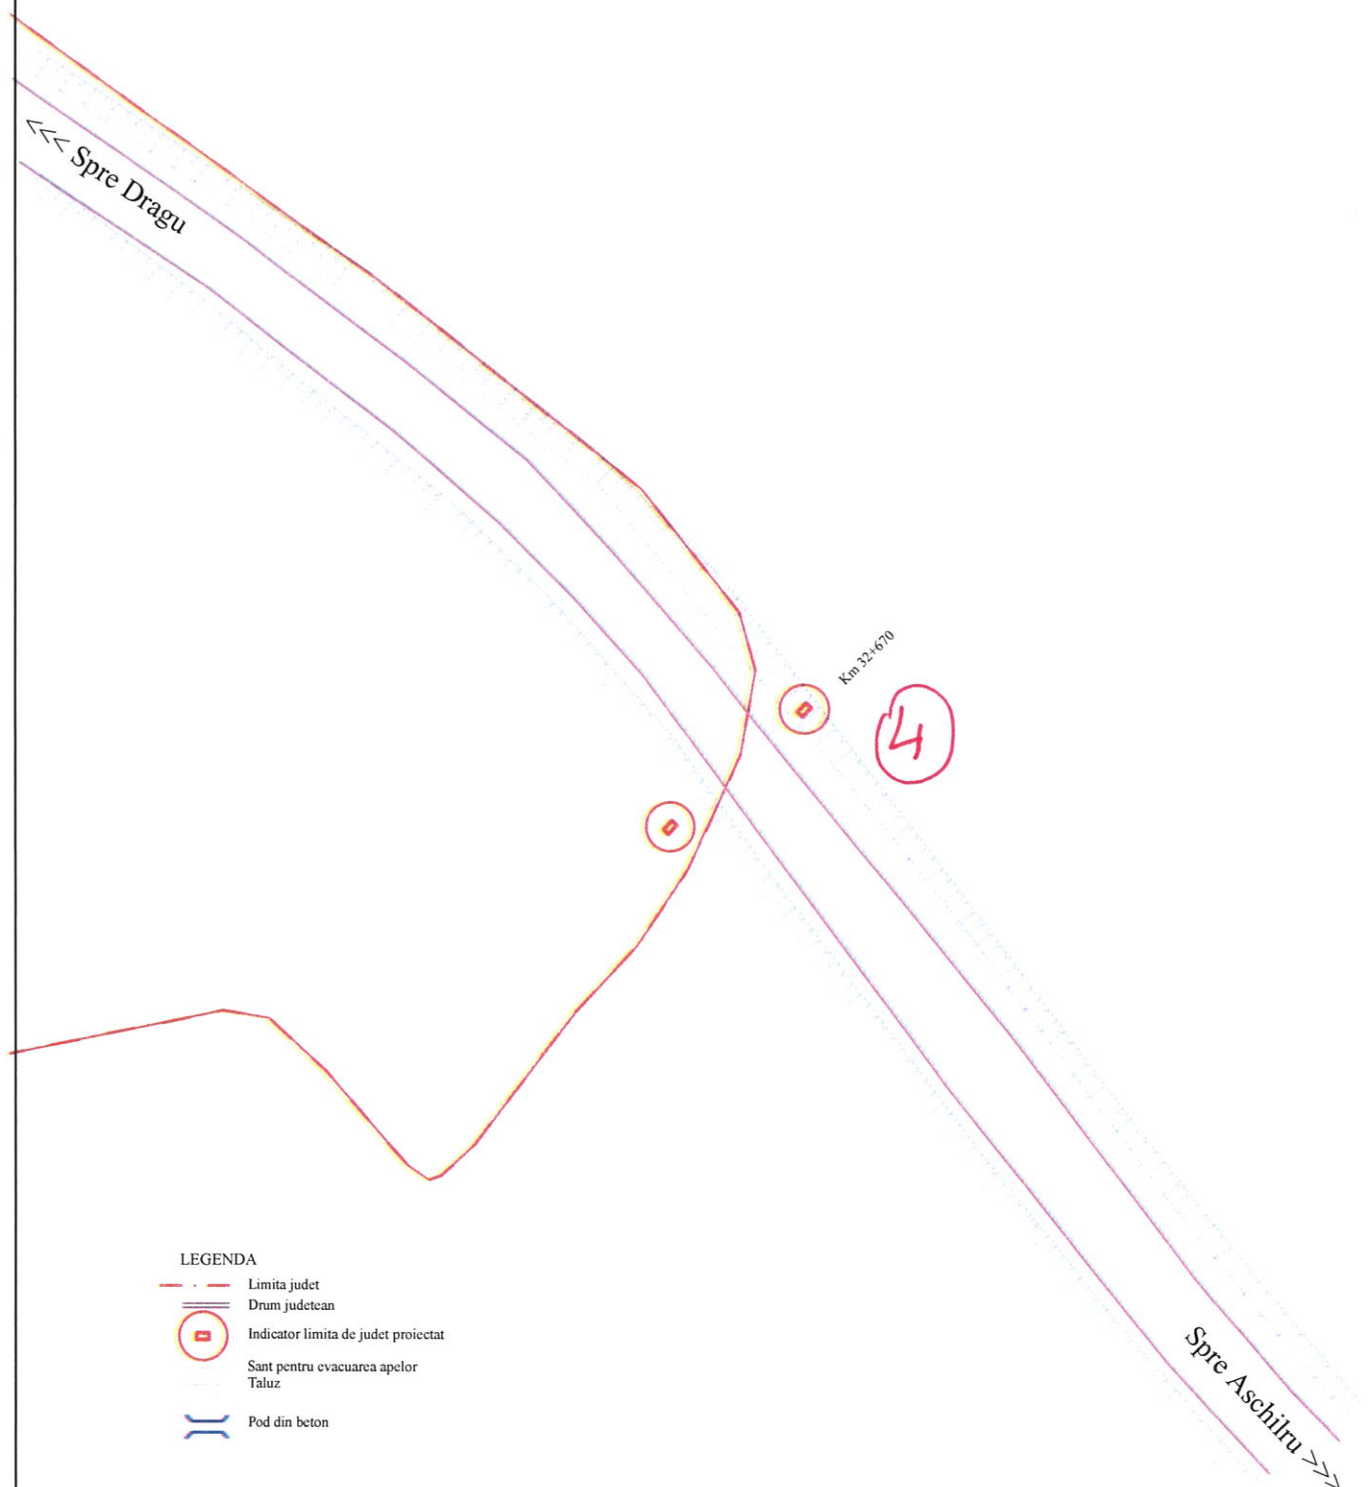 <<< Spre Dragu
Km 32+670
4
LEGENDA
Limita judet
Drum judetean
Indicator limita de judet proiectat
Sant pentru evacuarea apelor
Taluz
Pod din beton
Spre Aschilru >>>